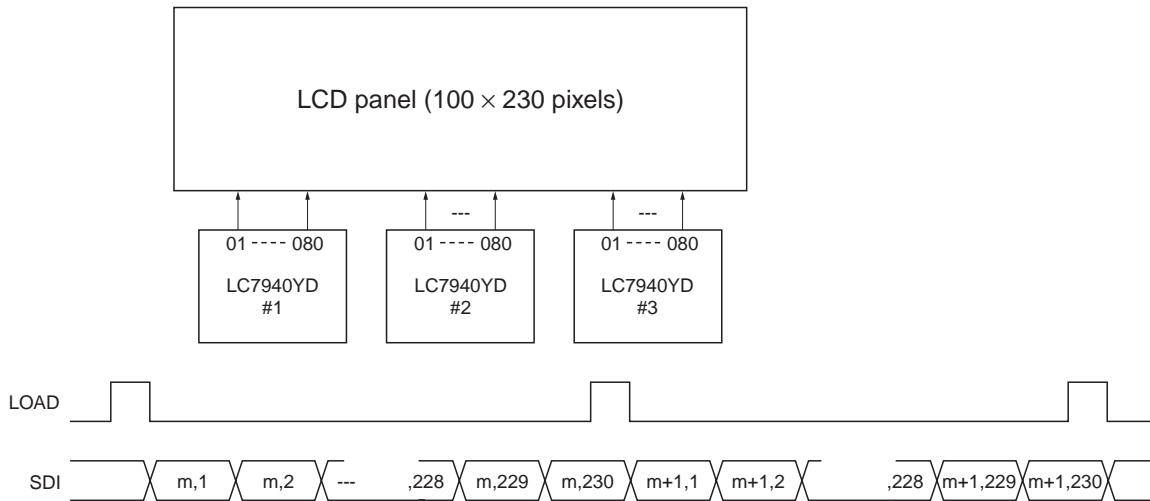 LCD panel (100 × 230 pixels)
--- ---
01 ---- 080 01 ---- 080 01 ---- 080
LC7940YD LC7940YD LC7940YD
#1 #2 #3
LOAD
SDI m,1 m,2 --- ,228 m,229 m,230 m+1,1 m+1,2 ,228 m+1,229 m+1,230